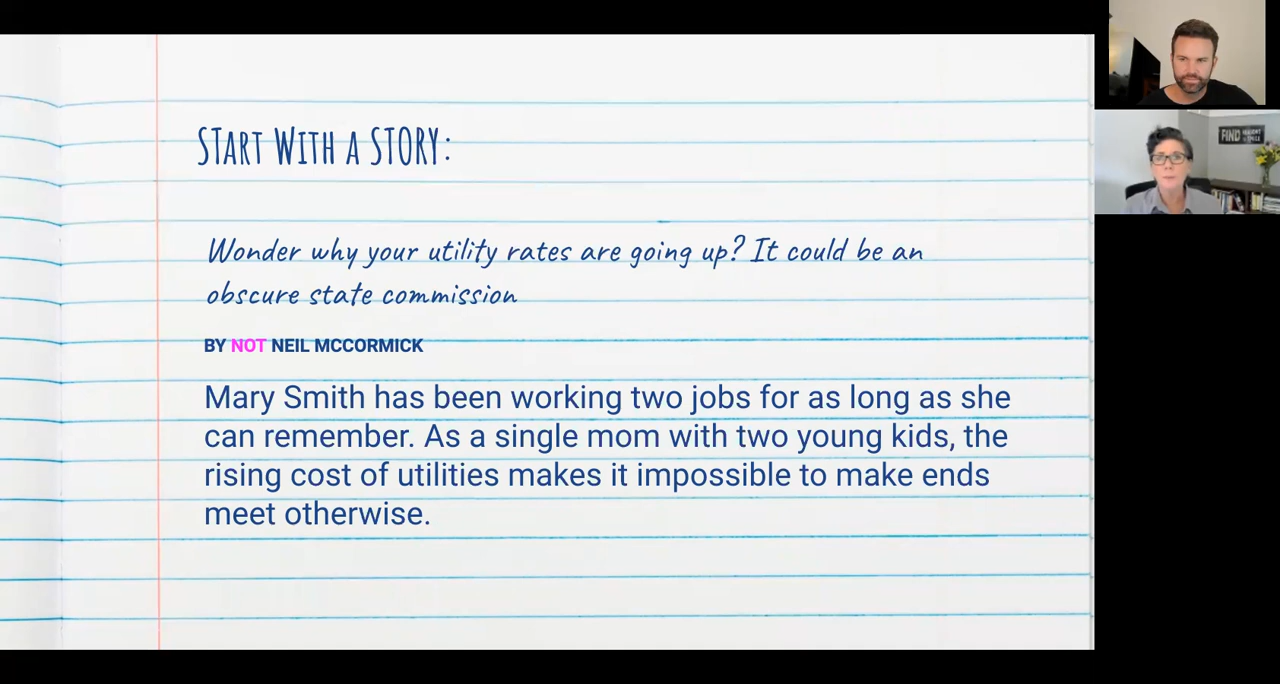 START WITH A STORY:
Wonder why your utility rates are going up? It could be an
obscure state commission
BY NOT NEIL MCCORMICK
Mary Smith has been working two jobs for as long as she
can remember. As a single mom with two young kids, the
rising cost of utilities makes it impossible to make ends
meet otherwise.
FIND